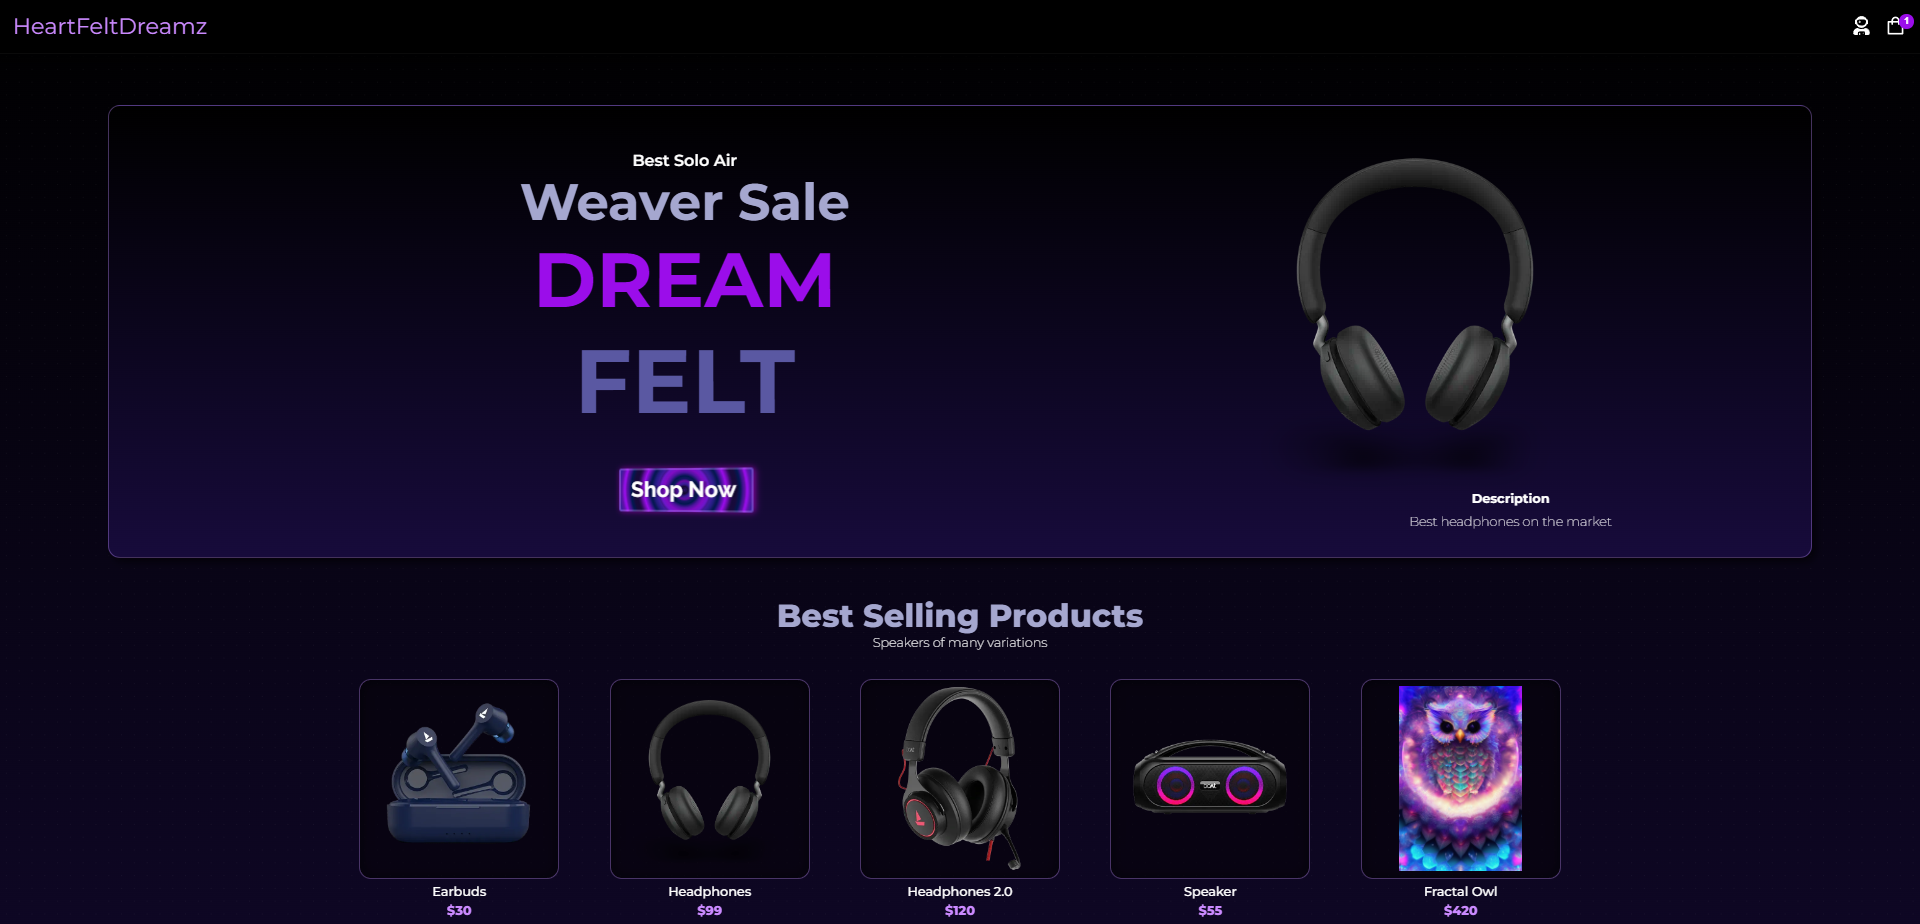 HeartFeltDreamz
1
Best Solo Air
Weaver Sale
DREAM
FELT
Shop Now
Description
Best headphones on the market
Best Selling Products
Speakers of many variations
Earbuds
$30
Headphones
$99
Headphones 2.0
$120
Speaker
$55
Fractal Owl
$420